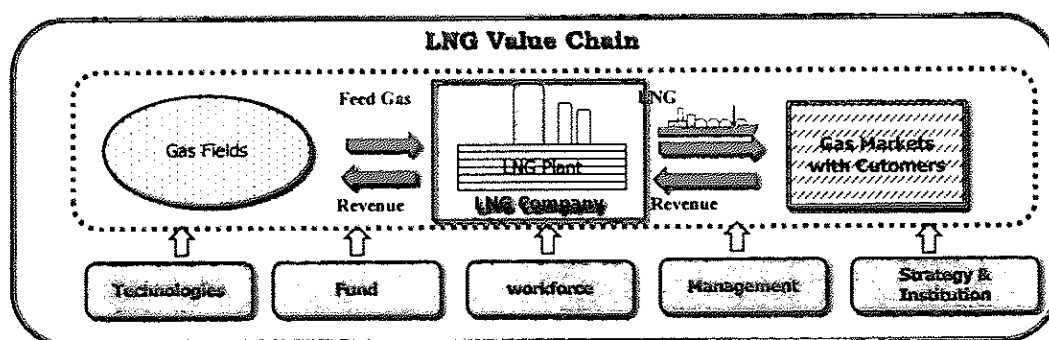 LNG Value Chain
Feed Gas
LNG
Gas Fields
LNG Plant
Gas Markets
with Cutomers
LNG Company
Revenue
Revenue
Technologies
Fund
workforce
Management
Strategy &
Institution